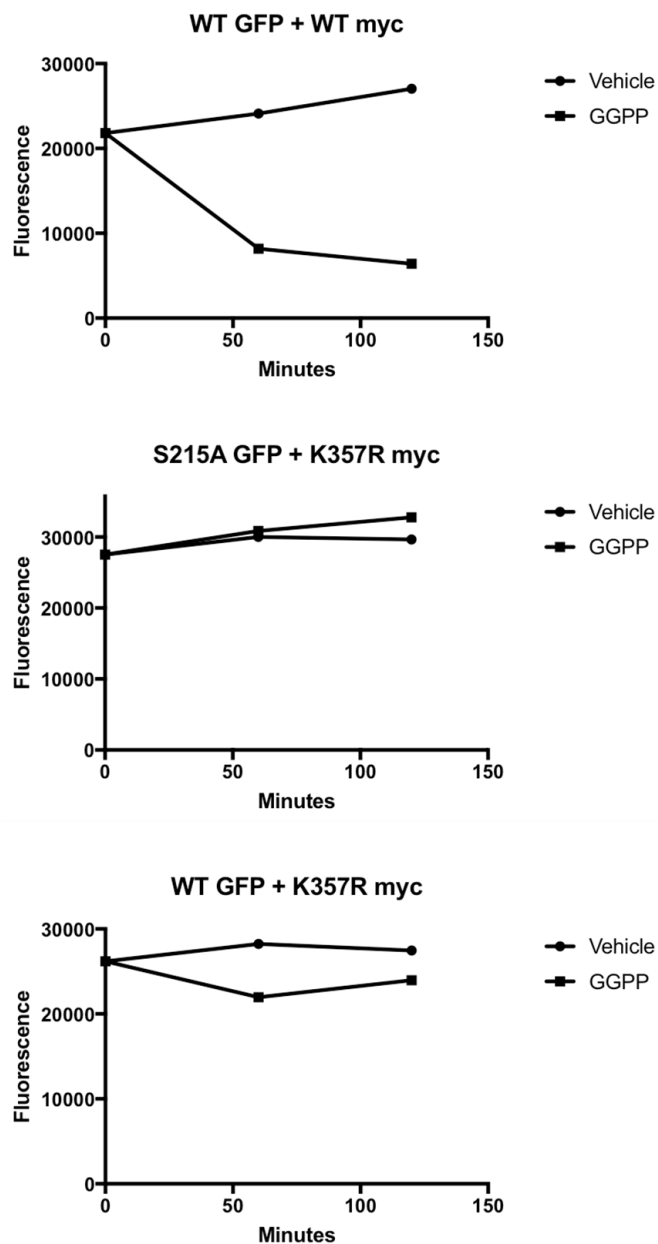 WT GFP + WT myc
30000
20000
10000
0
Fluorescence
0 50 100 150
Minutes
Vehicle
GGPP
S215A GFP + K357R myc
30000
20000
10000
0
Fluorescence
0 50 100 150
Minutes
Vehicle
GGPP
WT GFP + K357R myc
30000
20000
10000
0
Fluorescence
0 50 100 150
Minutes
Vehicle
GGPP